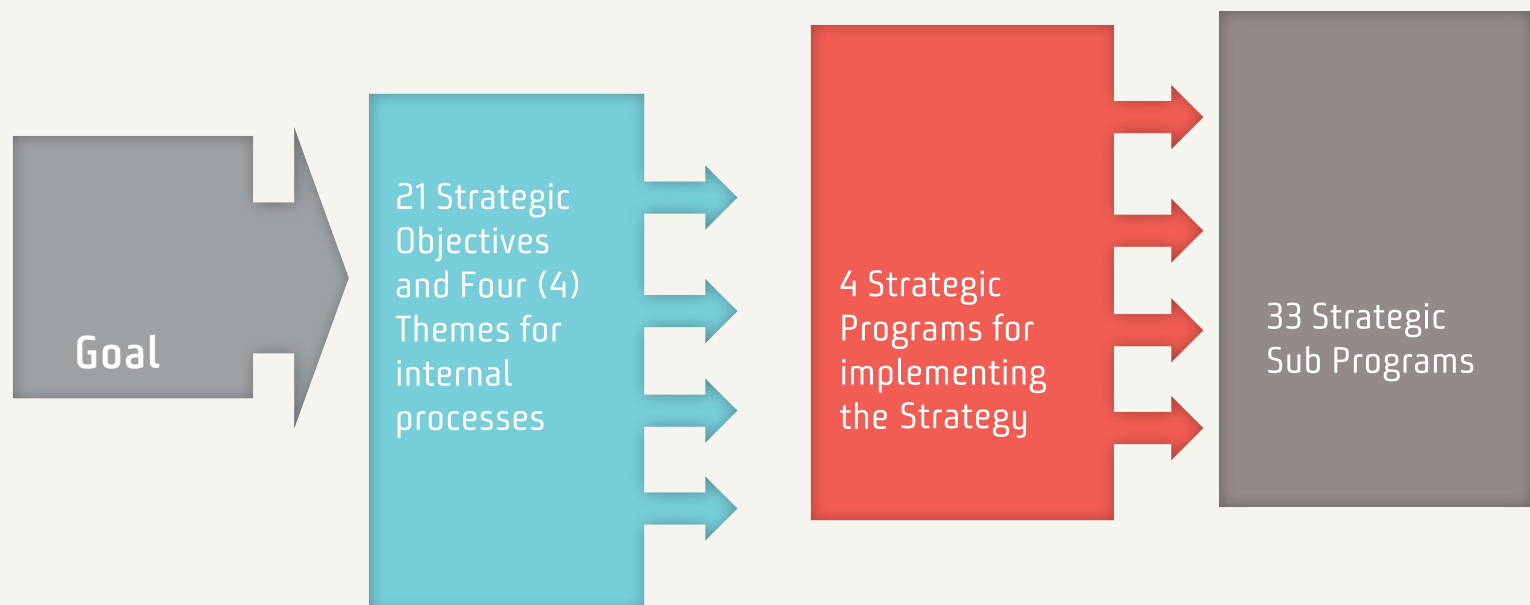 Goal
21 Strategic
Objectives
and Four (4)
Themes for
internal
processes
4 Strategic
Programs for
implementing
the Strategy
33 Strategic
Sub Programs